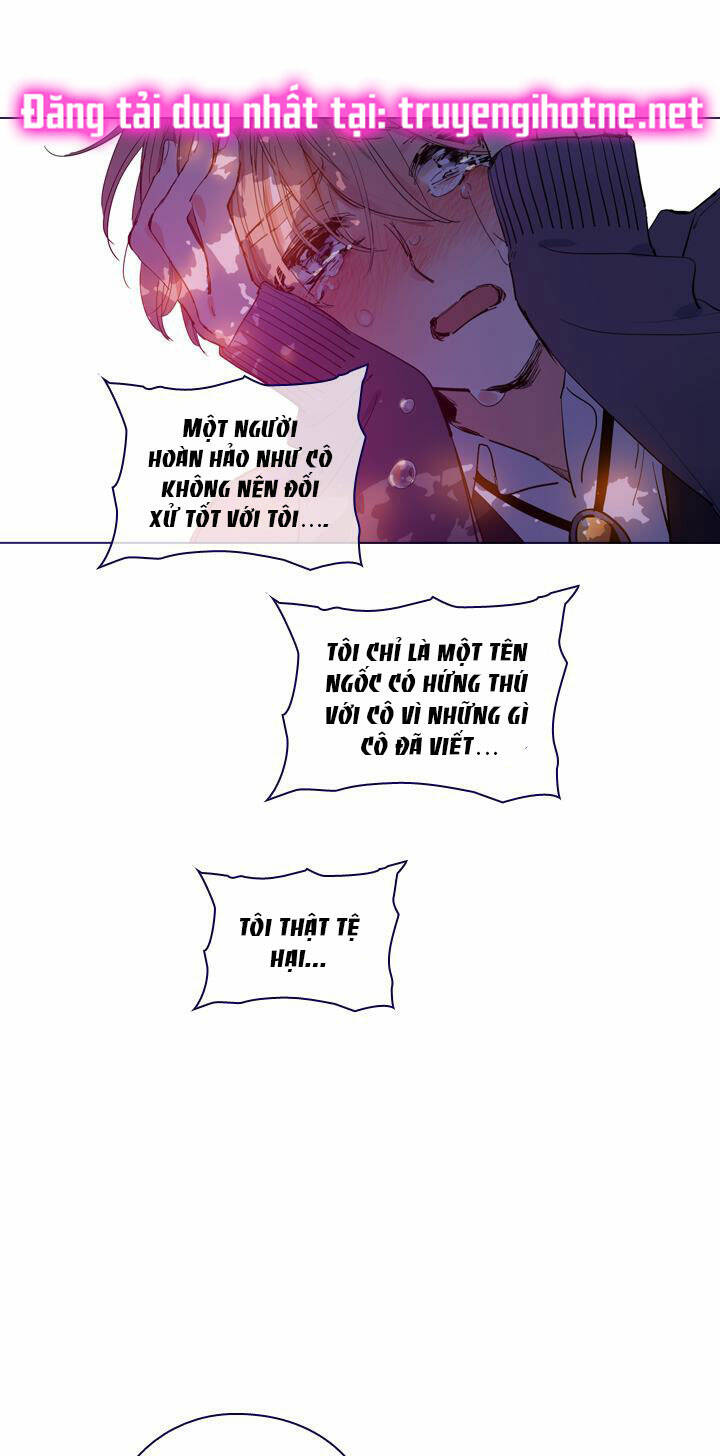 Đăng tải duy nhất tại: truyengihotne.net
MỘT NGƯỜI
HOÀN HẢO NHƯ CÔ
KHÔNG NÊN ĐỐI
XỬ TỐT VỚI TÔI….
TÔI CHỈ LÀ MỘT TÊN
NGỐC CÓ HỨNG THÚ
VỚI CÔ VÌ NHỮNG GÌ
CÔ ĐÃ VIẾT…
TÔI THẬT TỆ
HẠI...